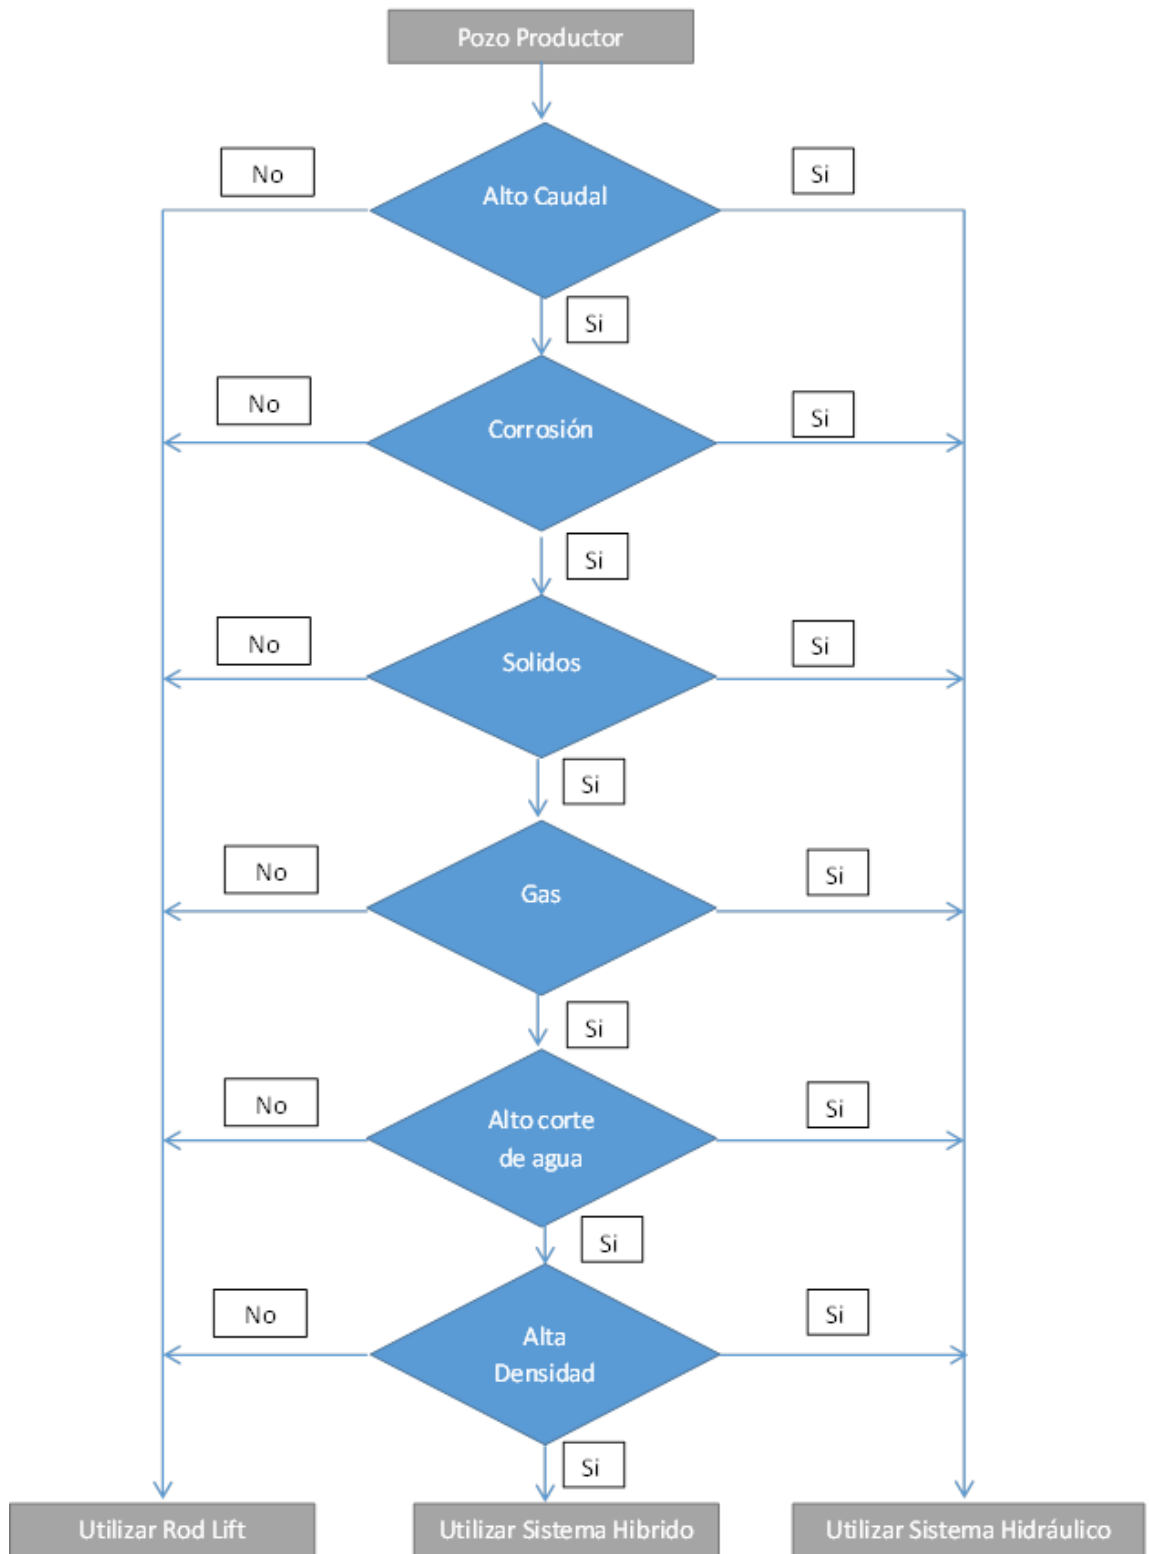 Pozo Productor
No
Alto Caudal
Si
Si
No
Corrosión
Si
Si
No
Solidos
Si
Si
No
Gas
Si
Si
No
Alto corte
de agua
Si
Si
No
Alta
Densidad
Si
Si
Utilizar Rod Lift
Utilizar Sistema Hibrido
Utilizar Sistema Hidráulico